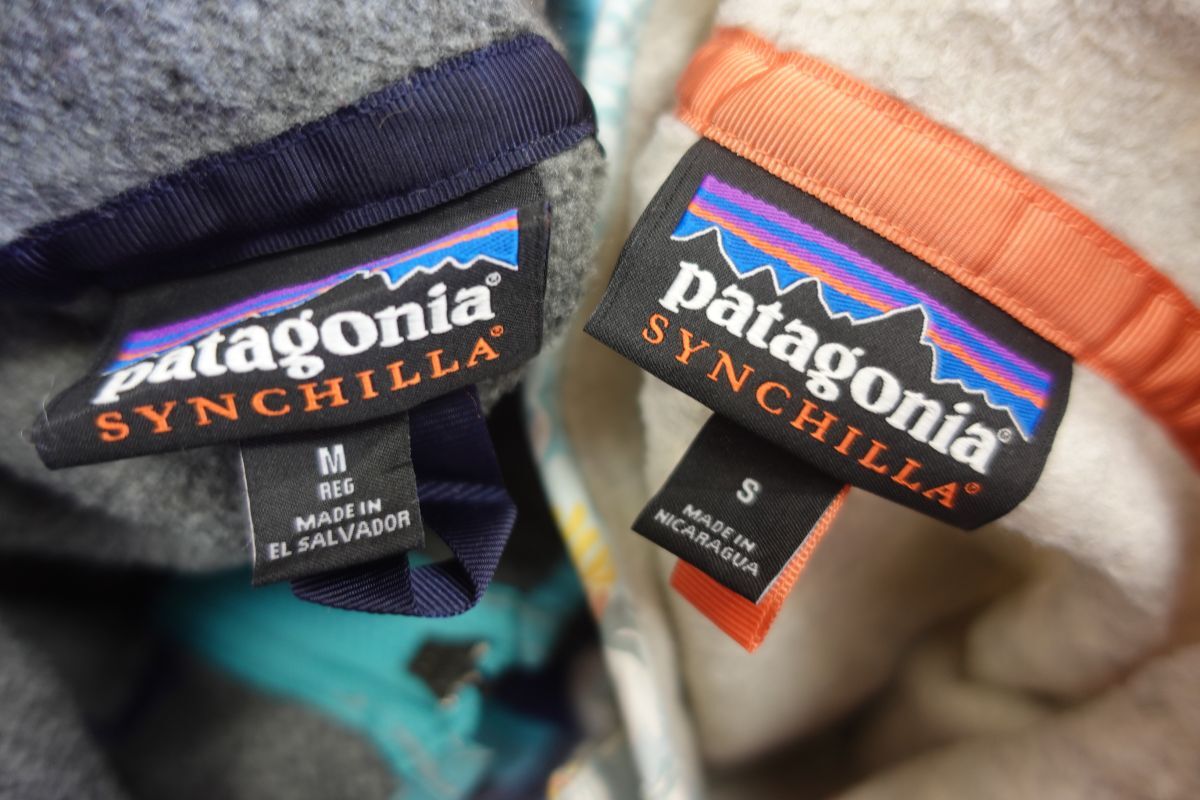 patagonia®
SYNCHILLA®
M
REG
MADE IN
EL SALVADOR
patagonia®
SYNCHILLA®
S
MADE IN
NICARAGUA